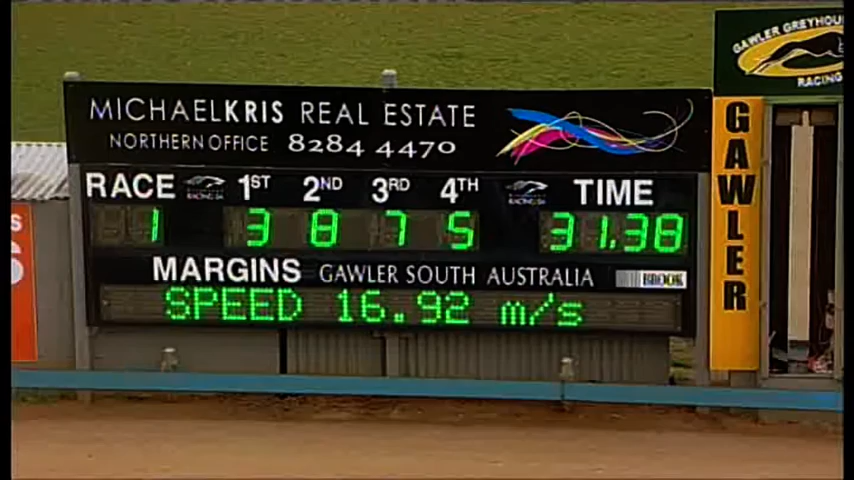 GAWLER GREYHOU
RACING
MICHAELKRIS REAL ESTATE
NORTHERN OFFICE 8284 4470
RACE 1ST 2ND 3RD 4TH TIME
1 3 8 7 5 31.38
MARGINS GAWLER SOUTH AUSTRALIA BROOK
SPEED 16.92 m/s
GAWLER
S